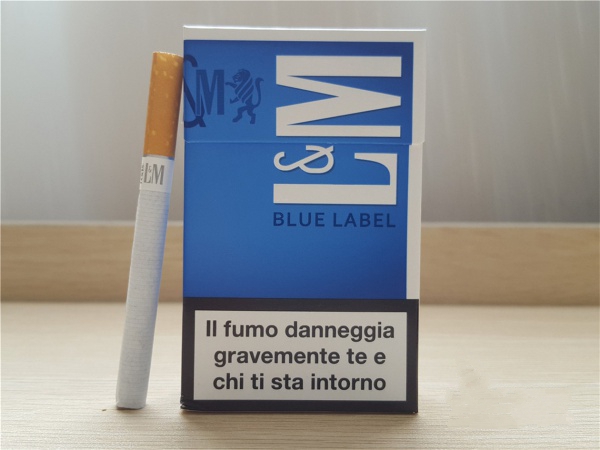 &M
L&M
BLUE LABEL
L&M
Il fumo danneggia
gravemente te e
chi ti sta intorno